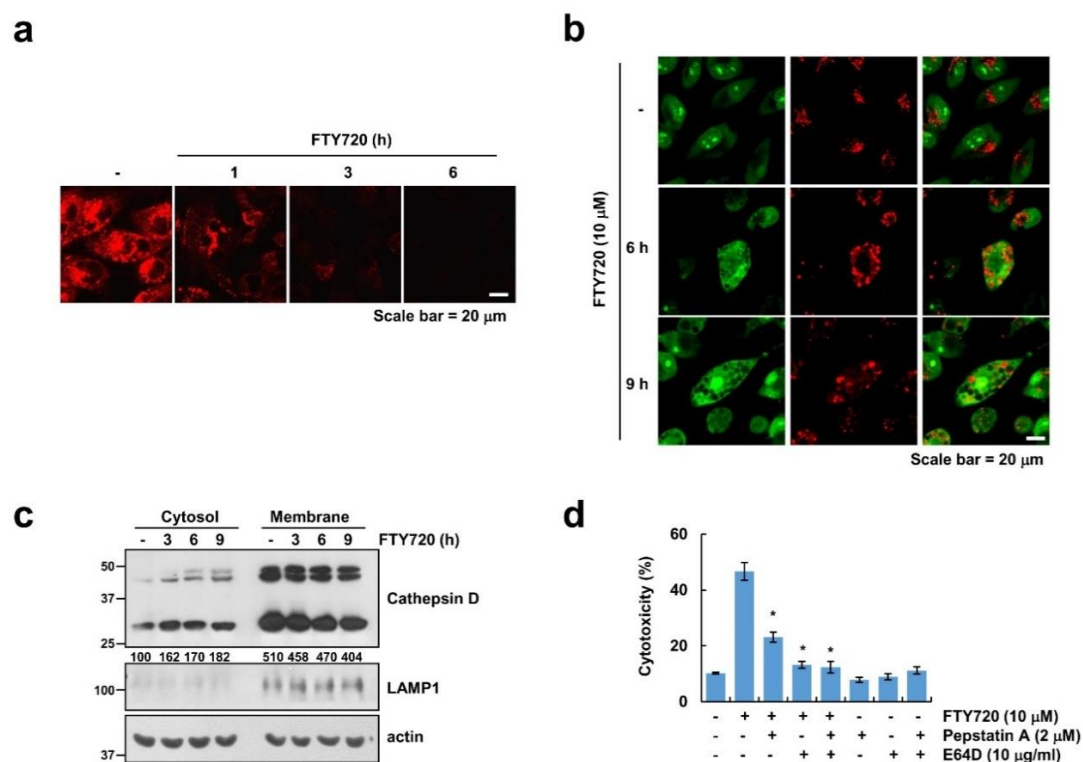 a
FTY720 (h)
- 1 3 6
Scale bar = 20 μm
b
FTY720 (10 μM)
-
6 h
9 h
Scale bar = 20 μm
c
Cytosol Membrane
- 3 6 9 - 3 6 9 FTY720 (h)
50
37
25
Cathepsin D
100 162 170 182 510 458 470 404
100
LAMP1
actin
37
d
Cytotoxicity (%)
60
40
20
0
* * *
- + + + + - - - FTY720 (10 μM)
- - + - + + - + Pepstatin A (2 μM)
- - - + + - + + E64D (10 μg/ml)